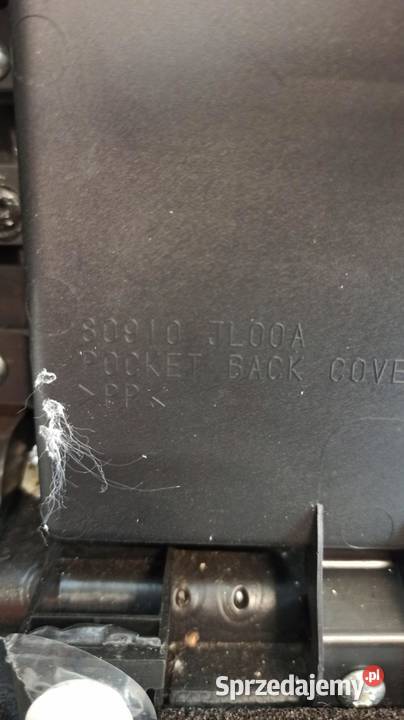 80910 JL00A
POCKET BACK COVE
>PP<
Sprzedajemy.pl